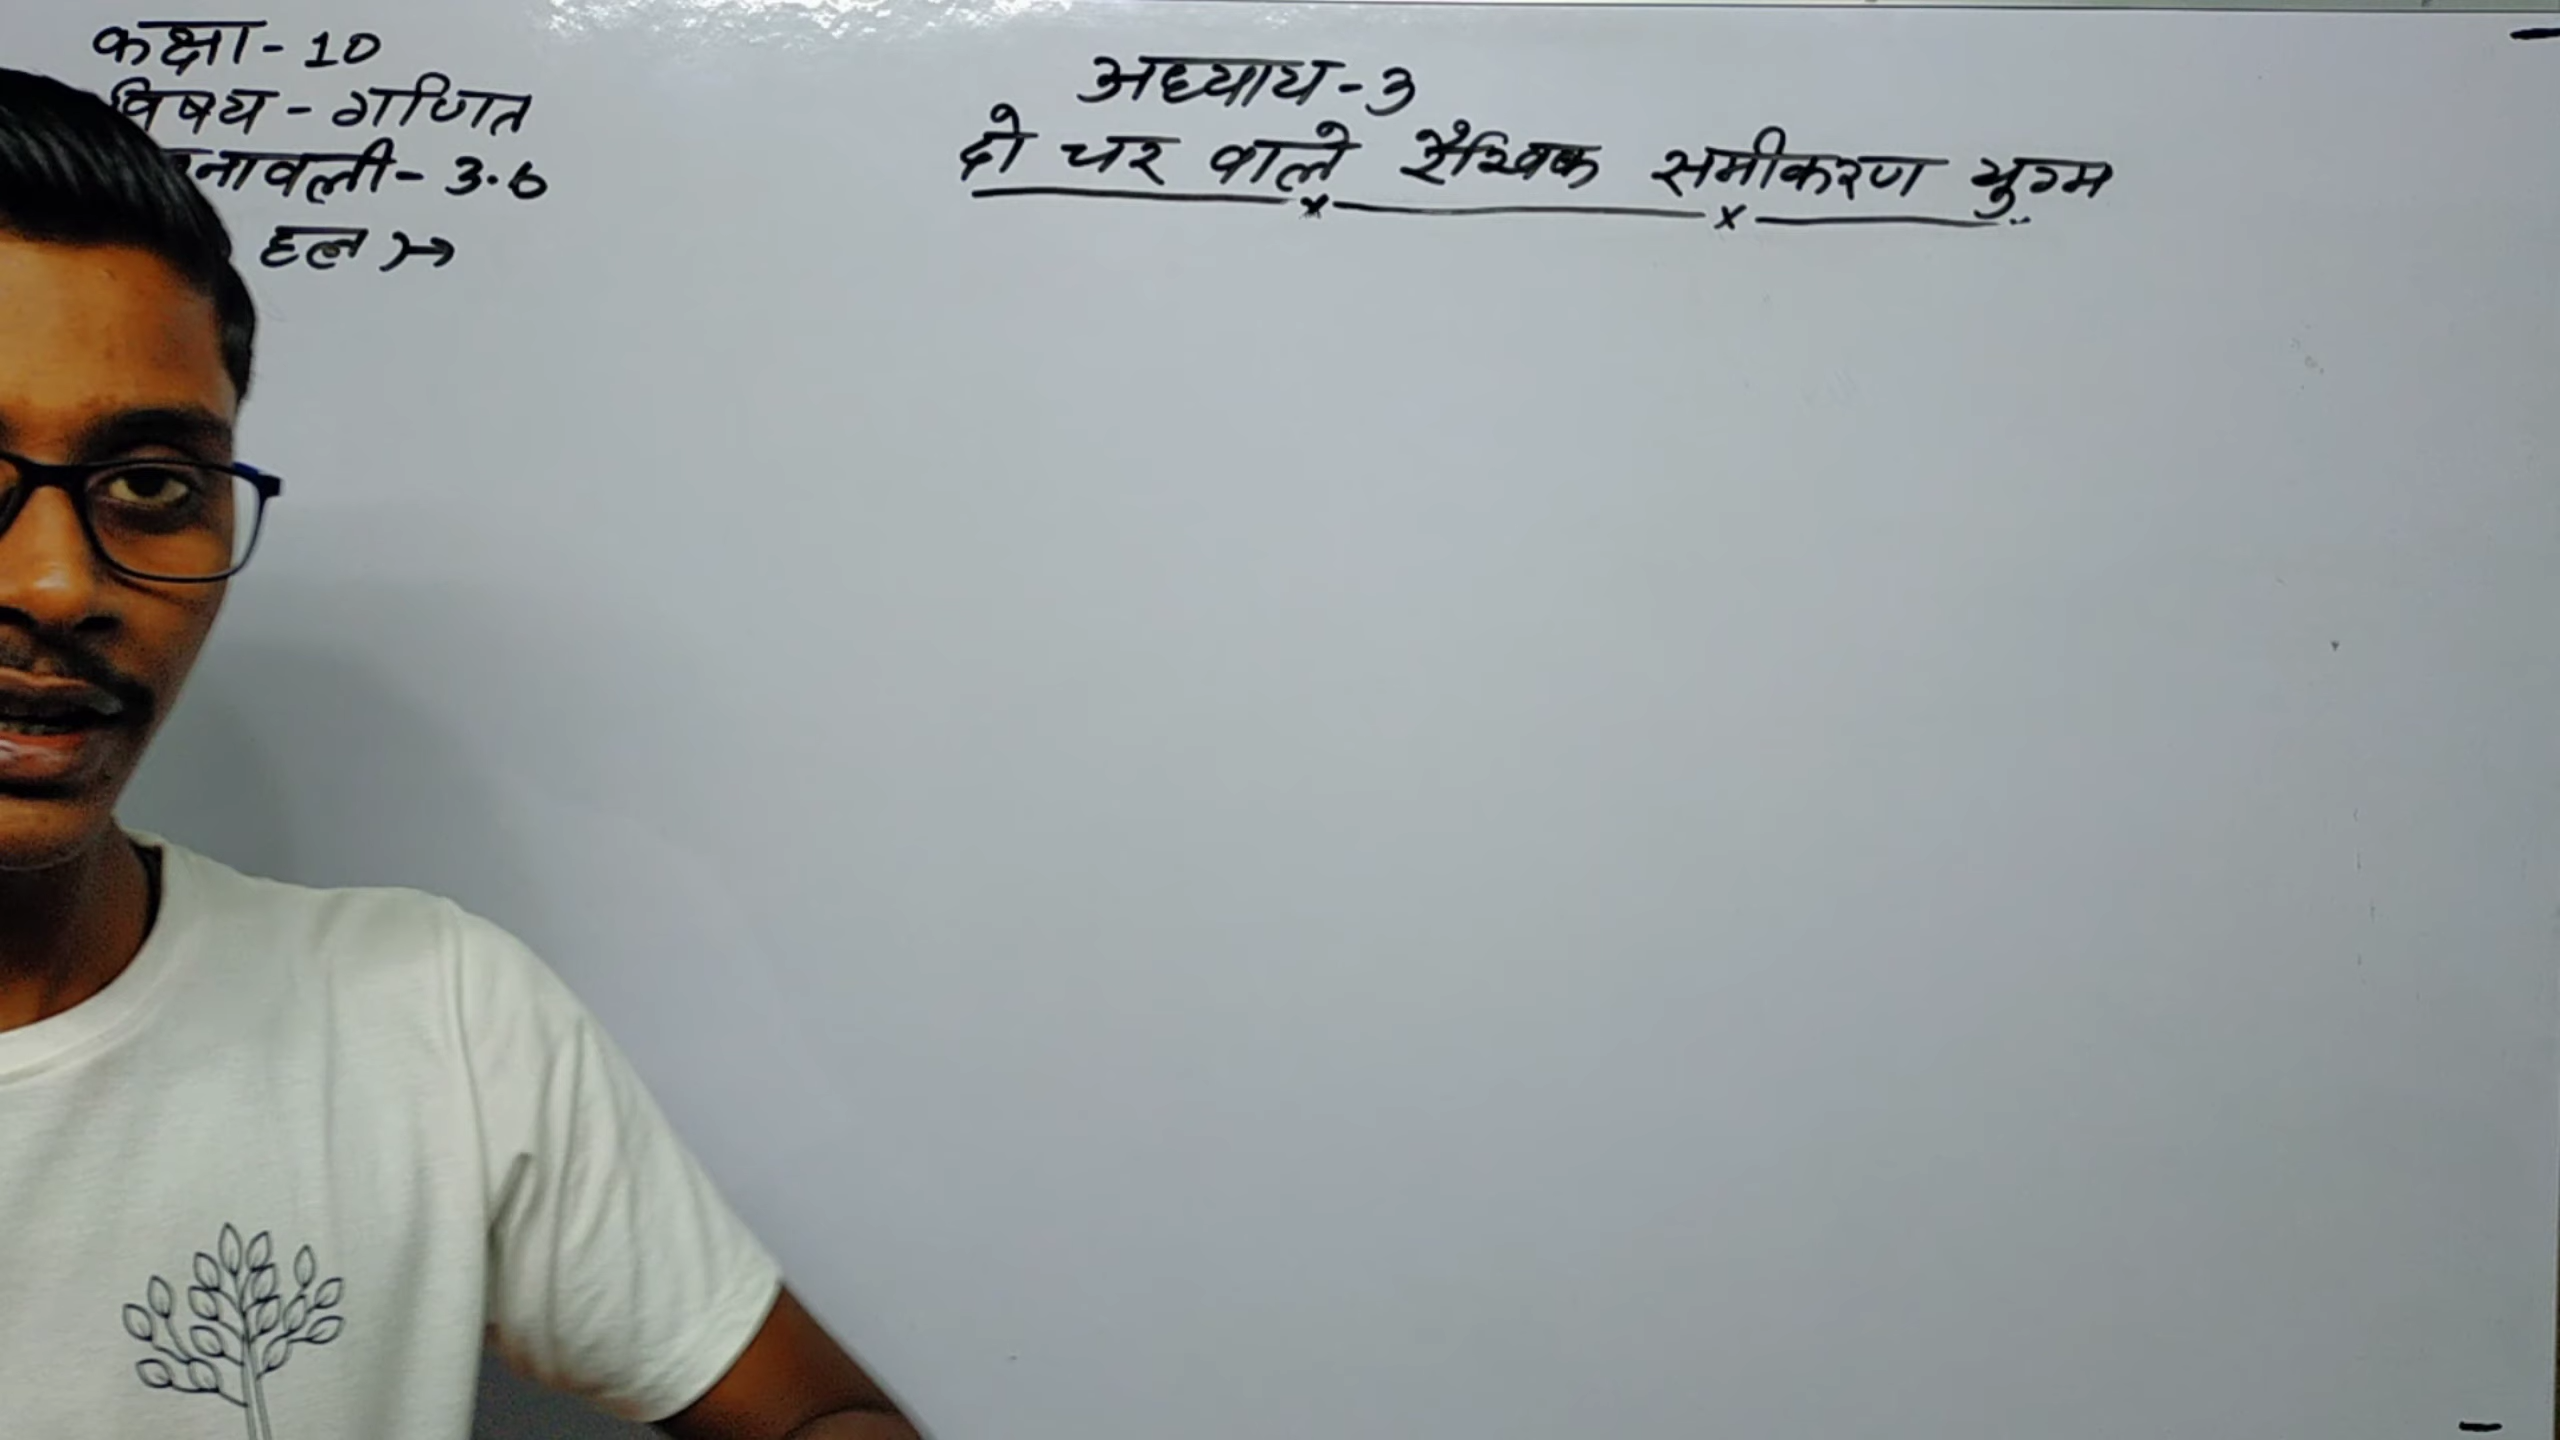 कक्षा - 10
विषय - गणित
नावली - 3.6
हल
अध्याय - 3
दो चर वाले रैखिक समीकरण युग्म